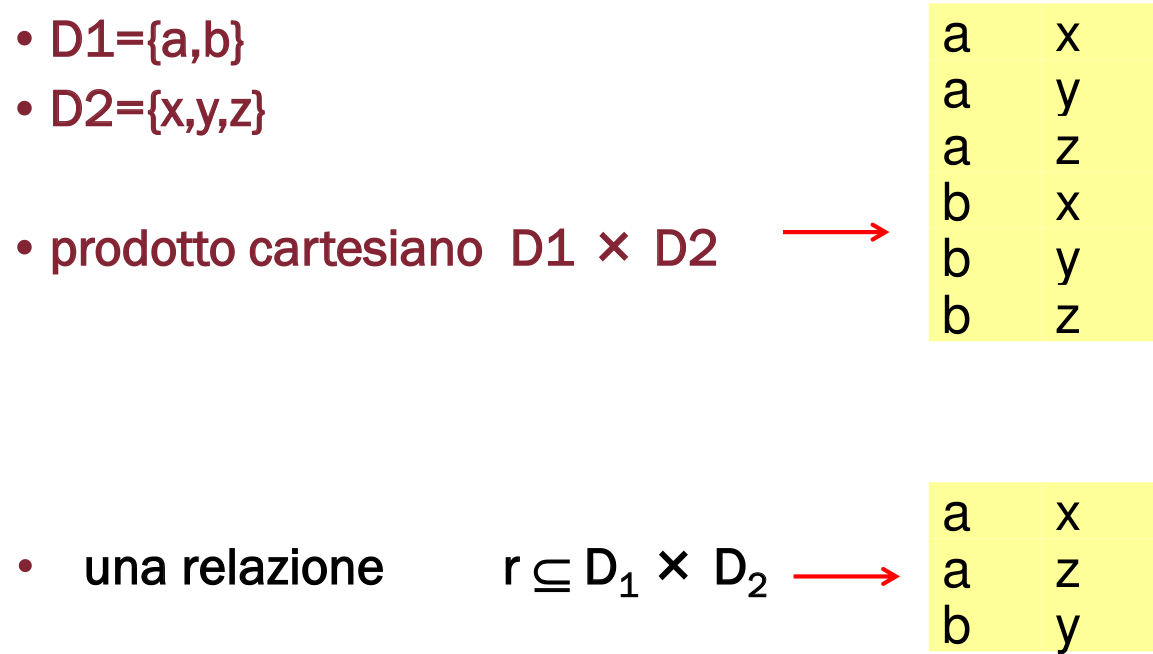 • D1={a,b}
• D2={x,y,z}
• prodotto cartesiano D1 × D2
a x
a y
a z
b x
b y
b z
• una relazione r ⊆ D₁ × D₂
a x
a z
b y